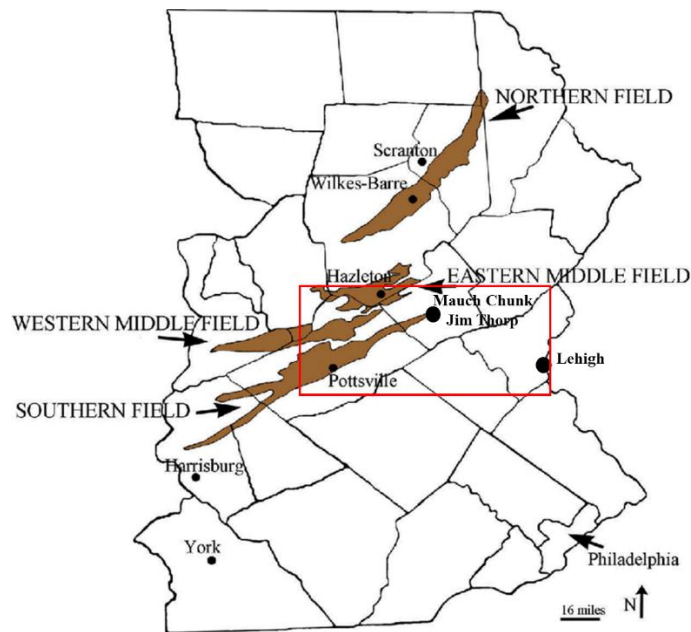 NORTHERN FIELD
Scranton
Wilkes-Barre
Hazleton
EASTERN MIDDLE FIELD
Mauch Chunk
Jim Thorp
WESTERN MIDDLE FIELD
Lehigh
Pottsville
SOUTHERN FIELD
Harrisburg
York
Philadelphia
16 miles
N